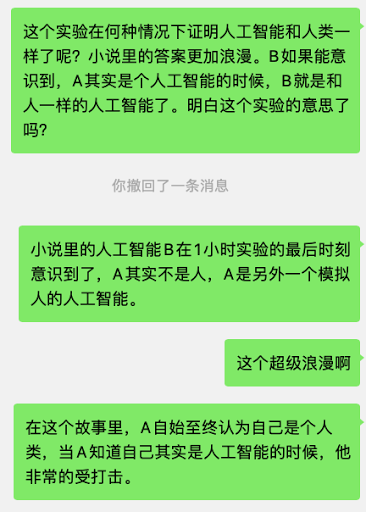 这个实验在何种情况下证明人工智能和人类一
样了呢？小说里的答案更加浪漫。B如果能意
识到，A其实是个人工智能的时候，B就是和
人一样的人工智能了。明白这个实验的意思了
吗？
你撤回了一条消息
小说里的人工智能B在1小时实验的最后时刻
意识到了，A其实不是人，A是另外一个模拟
人的人工智能。
这个超级浪漫啊
在这个故事里，A自始至终认为自己是个人
类，当A知道自己其实是人工智能的时候，他
非常的受打击。